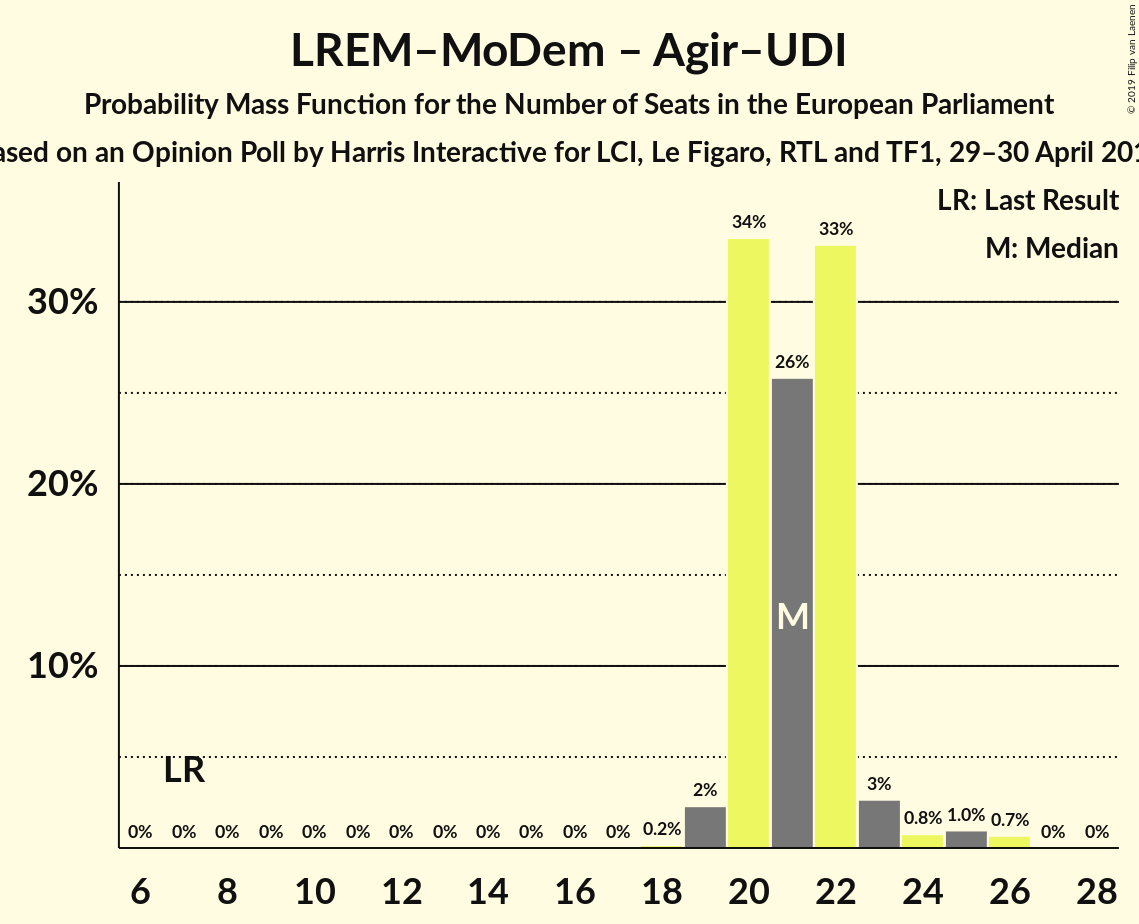 LREM–MoDem – Agir–UDI
Probability Mass Function for the Number of Seats in the European Parliament
ased on an Opinion Poll by Harris Interactive for LCI, Le Figaro, RTL and TF1, 29–30 April 201
© 2019 Filip van Laenen
LR: Last Result
M: Median
30%
20%
10%
34%
33%
26%
M
LR
0% 0% 0% 0% 0% 0% 0% 0% 0% 0% 0% 0% 0.2% 2% 3% 0.8% 1.0% 0.7% 0% 0%
6 8 10 12 14 16 18 20 22 24 26 28